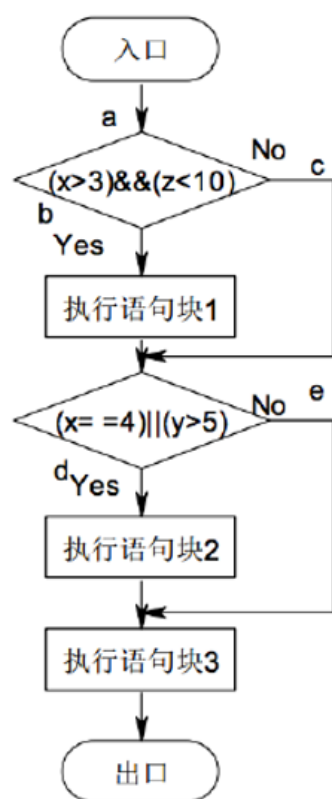 入口
a
(x>3)&&(z<10)
No
c
b
Yes
执行语句块1
(x= =4)||(y>5)
No
e
d
Yes
执行语句块2
执行语句块3
出口